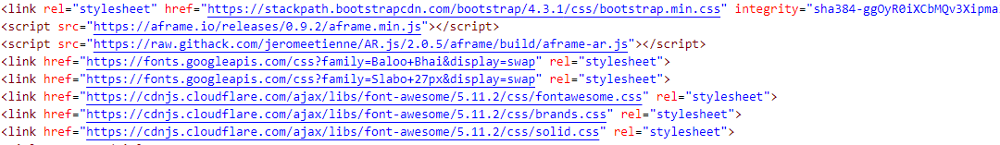 <link rel="stylesheet" href="https://stackpath.bootstrapcdn.com/bootstrap/4.3.1/css/bootstrap.min.css" integrity="sha384-ggOyR0iXCbMQv3Xipma
<script src="https://aframe.io/releases/0.9.2/aframe.min.js"></script>
<script src="https://raw.githack.com/jeromeetienne/AR.js/2.0.5/aframe/build/aframe-ar.js"></script>
<link href="https://fonts.googleapis.com/css?family=Baloo+Bhai&display=swap" rel="stylesheet">
<link href="https://fonts.googleapis.com/css?family=Slabo+27px&display=swap" rel="stylesheet">
<link href="https://cdnjs.cloudflare.com/ajax/libs/font-awesome/5.11.2/css/fontawesome.css" rel="stylesheet">
<link href="https://cdnjs.cloudflare.com/ajax/libs/font-awesome/5.11.2/css/brands.css" rel="stylesheet">
<link href="https://cdnjs.cloudflare.com/ajax/libs/font-awesome/5.11.2/css/solid.css" rel="stylesheet">